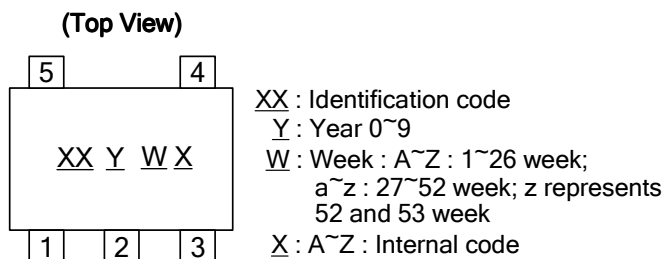 (Top View)
5 4
XX Y W X
1 2 3
XX : Identification code
Y : Year 0~9
W : Week : A~Z : 1~26 week;
a~z : 27~52 week; z represents
52 and 53 week
X : A~Z : Internal code